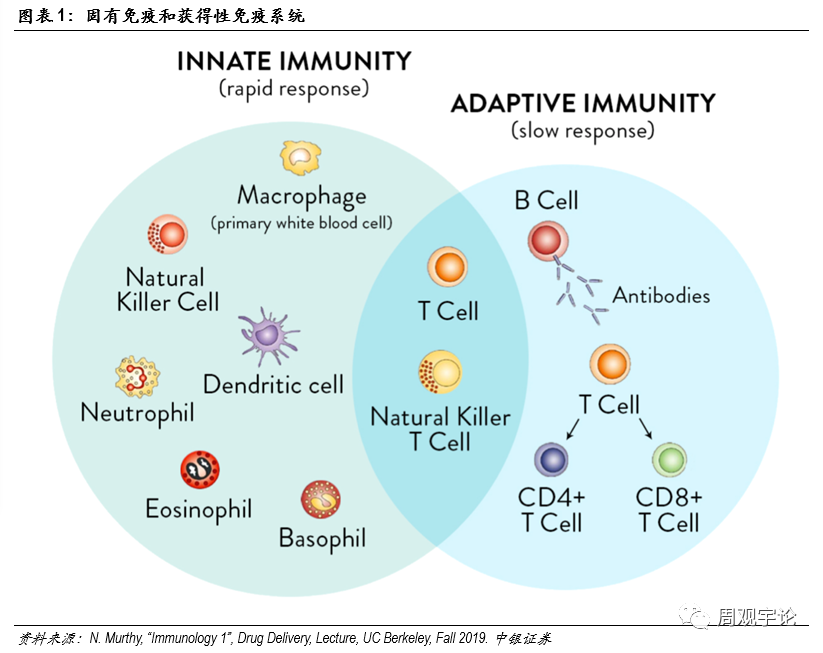 图表1：固有免疫和获得性免疫系统
INNATE IMMUNITY
(rapid response)
ADAPTIVE IMMUNITY
(slow response)
Macrophage
(primary white blood cell)
Natural
Killer Cell
Dendritic cell
Neutrophil
Eosinophil
Basophil
T Cell
Natural Killer
T Cell
B Cell
Antibodies
T Cell
CD4+
T Cell
CD8+
T Cell
周观宇论
资料来源：N. Murthy, “Immunology 1”, Drug Delivery, Lecture, UC Berkeley, Fall 2019. 中银证券